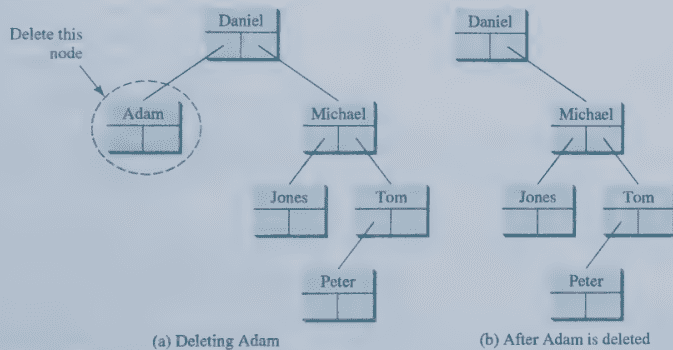 Delete this
node
Daniel
Adam
Michael
Jones
Tom
Peter
(a) Deleting Adam
Daniel
Michael
Jones
Tom
Peter
(b) After Adam is deleted